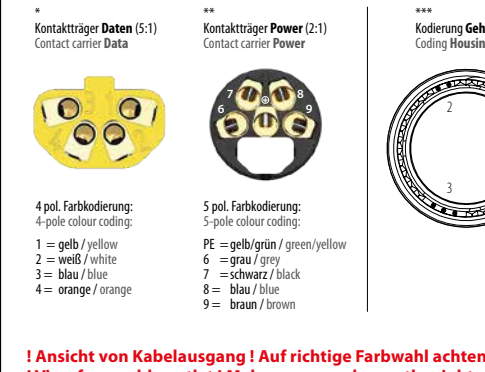 *
Kontaktträger Daten (5:1)
Contact carrier Data
4 pol. Farbkodierung:
4-pole colour coding:
1 = gelb / yellow
2 = weiß / white
3 = blau / blue
4 = orange / orange
**
Kontaktträger Power (2:1)
Contact carrier Power
7
8
6
9
5 pol. Farbkodierung:
5-pole colour coding:
PE = gelb/grün / green/yellow
6 = grau / grey
7 = schwarz / black
8 = blau / blue
9 = braun / brown
***
Kodierung Geh
Coding Housin
2
3
! Ansicht von Kabelausgang ! Auf richtige Farbwahl achten